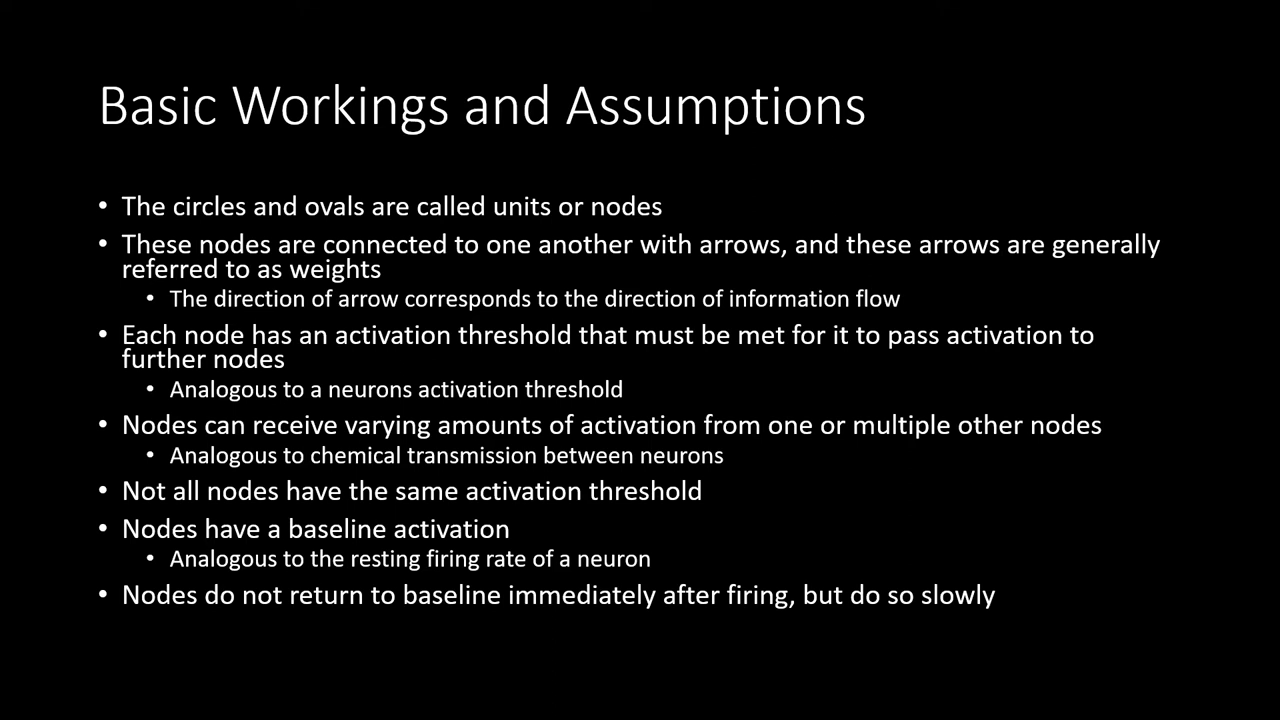 Basic Workings and Assumptions
• The circles and ovals are called units or nodes
• These nodes are connected to one another with arrows, and these arrows are generally
referred to as weights
• The direction of arrow corresponds to the direction of information flow
• Each node has an activation threshold that must be met for it to pass activation to
further nodes
• Analogous to a neurons activation threshold
• Nodes can receive varying amounts of activation from one or multiple other nodes
• Analogous to chemical transmission between neurons
• Not all nodes have the same activation threshold
• Nodes have a baseline activation
• Analogous to the resting firing rate of a neuron
• Nodes do not return to baseline immediately after firing, but do so slowly